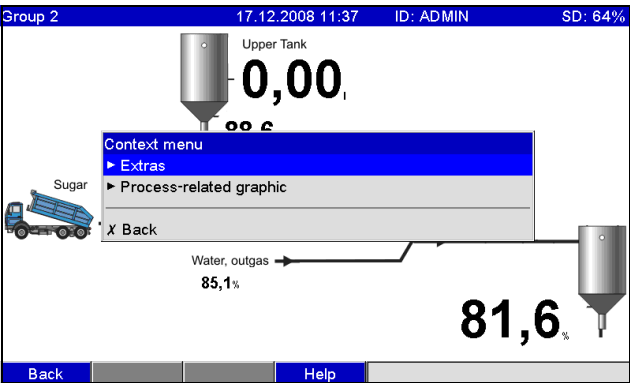 Group 2 17.12.2008 11:37 ID: ADMIN SD: 64%
Upper Tank
0,00 l
Context menu
► Extras
► Process-related graphic
✗ Back
Sugar
Water, outgas
85,1%
81,6%
Back Help